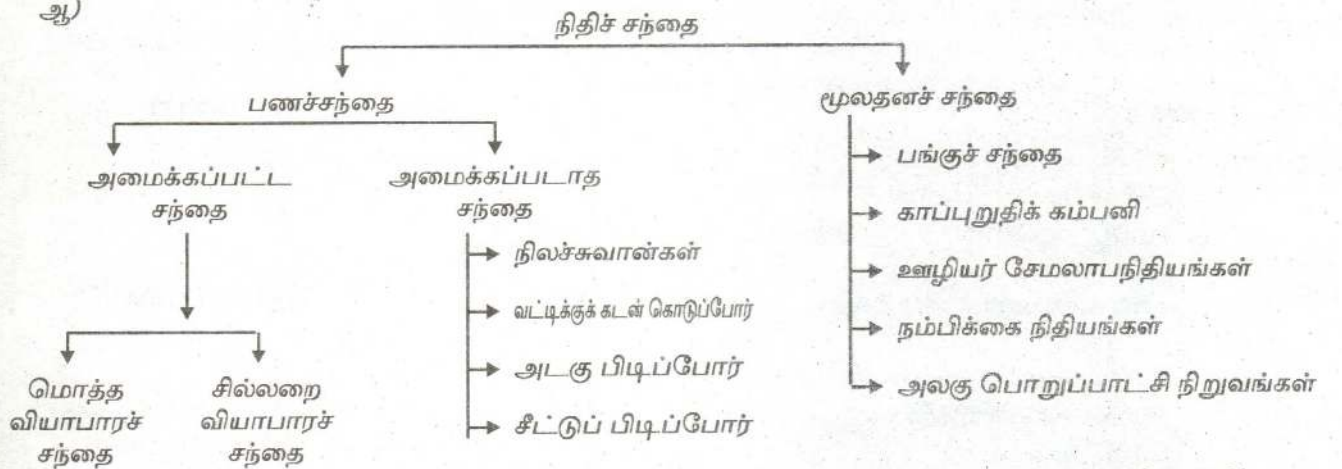 ஆ)
நிதிச் சந்தை
பணச்சந்தை
மூலதனச் சந்தை
அமைக்கப்பட்ட
சந்தை
அமைக்கப்படாத
சந்தை
மொத்த
வியாபாரச்
சந்தை
சில்லறை
வியாபாரச்
சந்தை
நிலச்சுவான்கள்
வட்டிக்குக் கடன் கொடுப்போர்
அடகு பிடிப்போர்
சீட்டுப் பிடிப்போர்
பங்குச் சந்தை
காப்புறுதிக் கம்பனி
ஊழியர் சேமலாபநிதியங்கள்
நம்பிக்கை நிதியங்கள்
அலகு பொறுப்பாட்சி நிறுவங்கள்